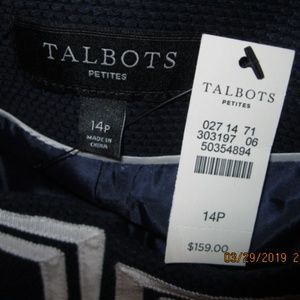 TALBOTS
PETITES
14P
MADE IN
CHINA
TALBOTS
PETITES
027 14 71
303197 06
50354894
14P
$159.00
03/29/2019 2